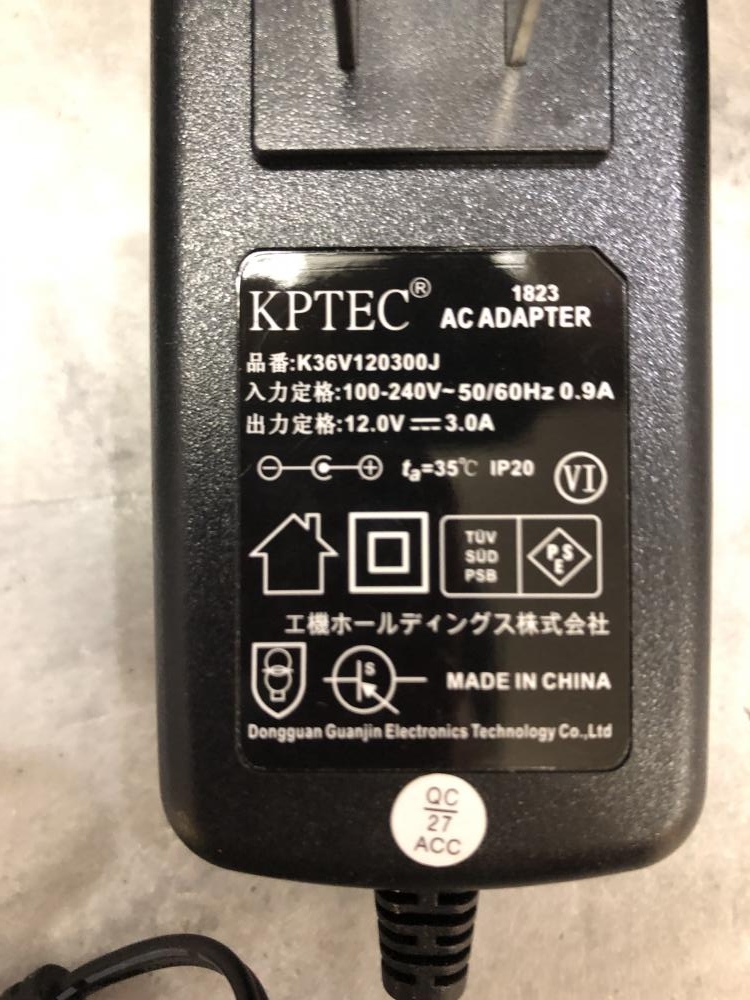 KPTEC®
1823
AC ADAPTER
品番:K36V120300J
入力定格:100-240V~50/60Hz 0.9A
出力定格:12.0V⎓3.0A
ta=35℃ IP20 VI
TÜV
SÜD
PSB
PSE
工機ホールディングス株式会社
S
MADE IN CHINA
Dongguan Guanjin Electronics Technology Co.,Ltd
QC
27
ACC